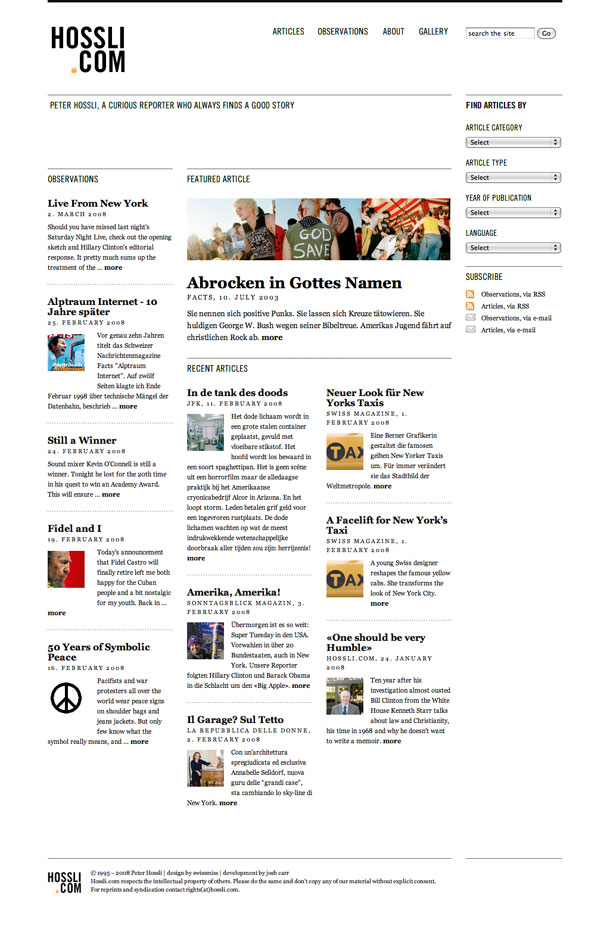 HOSSLI
.COM
ARTICLES OBSERVATIONS ABOUT GALLERY
search the site Go
PETER HOSSLI, A CURIOUS REPORTER WHO ALWAYS FINDS A GOOD STORY
FIND ARTICLES BY
ARTICLE CATEGORY
Select
ARTICLE TYPE
Select
YEAR OF PUBLICATION
Select
LANGUAGE
Select
SUBSCRIBE
Observations, via RSS
Articles, via RSS
Observations, via e-mail
Articles, via e-mail
OBSERVATIONS
Live From New York
2. MARCH 2008
Should you have missed last night's
Saturday Night Live, check out the opening
sketch and Hillary Clinton's editorial
response. It pretty much sums up the
treatment of the ... more
Alptraum Internet - 10
Jahre später
25. FEBRUARY 2008
Vor genau zehn Jahren
titelt das Schweizer
Nachrichtenmagazin
Facts "Alptraum
Internet". Auf zwölf
Seiten klagte ich Ende
Februar 1998 über technische Mängel der
Datenbahn, beschrieb ... more
Still a Winner
24. FEBRUARY 2008
Sound mixer Kevin O'Connell is still a
winner. Tonight he lost for the 20th time
in his quest to win an Academy Award.
This will ensure ... more
Fidel and I
19. FEBRUARY 2008
Today's announcement
that Fidel Castro will
finally retire left me both
happy for the Cuban
people and a bit nostalgic
for my youth. Back in ...
more
50 Years of Symbolic
Peace
16. FEBRUARY 2008
Pacifists and war
protesters all over the
world wear peace signs
on shoulder bags and
jeans jackets. But only
few know what the
symbol really means, and ... more
FEATURED ARTICLE
GOD
SAVE
Abrocken in Gottes Namen
FACTS, 10. JULY 2003
Sie nennen sich positive Punks. Sie lassen sich Kreuze tätowieren. Sie
huldigen George W. Bush wegen seiner Bibeltreue. Amerikas Jugend fährt auf
christlichen Rock ab. more
RECENT ARTICLES
In de tank des doods
JFK, 11. FEBRUARY 2008
Het dode lichaam wordt in
een grote stalen container
geplaatst, gevuld met
vloeibare stikstof. Het
hoofd wordt los bewaard in
een soort spaghettipan. Het is geen scène
uit een horrorfilm maar de alledaagse
praktijk bij het Amerikaanse
cryonicabedrijf Alcor in Arizona. En het
loopt storm. Leden betalen grif geld voor
een ingevroren rustplaats. De dode
lichamen wachten op wat de meest
indrukwekkende wetenschappelijke
doorbraak aller tijden zou zijn: herrijzenis!
more
Amerika, Amerika!
SONNTAGSBLICK MAGAZIN, 3.
FEBRUARY 2008
Übermorgen ist es so weit:
Super Tuesday in den USA.
Vorwahlen in über 20
Bundestaaten, auch in New
York. Unsere Reporter
folgten Hillary Clinton und Barack Obama
in die Schlacht um den «Big Apple». more
Il Garage? Sul Tetto
LA REPUBBLICA DELLE DONNE,
2. FEBRUARY 2008
Con un'architettura
spregiudicata ed esclusiva
Annabelle Selldorf, nuova
guru delle "grandi case",
sta cambiando lo sky-line di
New York. more
Neuer Look für New
Yorks Taxis
SWISS MAGAZINE, 1.
FEBRUARY 2008
TAX
Eine Berner Grafikerin
gestaltet die famosen
gelben New Yorker Taxis
um. Für immer verändert
sie das Stadtbild der
Weltmetropole. more
A Facelift for New York's
Taxi
SWISS MAGAZINE, 1.
FEBRUARY 2008
TAX
A young Swiss designer
reshapes the famous yellow
cabs. She transforms the
look of New York City.
more
«One should be very
Humble»
HOSSLI.COM, 24. JANUARY
2008
Ten year after his
investigation almost ousted
Bill Clinton from the White
House Kenneth Starr talks
about law and Christianity,
his time in 1968 and why he doesn't want
to write a memoir. more
HOSSLI
.COM
© 1995 – 2008 Peter Hossli | design by swissmiss | development by josh carr
Hossli.com respects the intellectual property of others. Please do the same and don't copy any of our material without explicit consent.
For reprints and syndication contact rights(at)hossli.com.